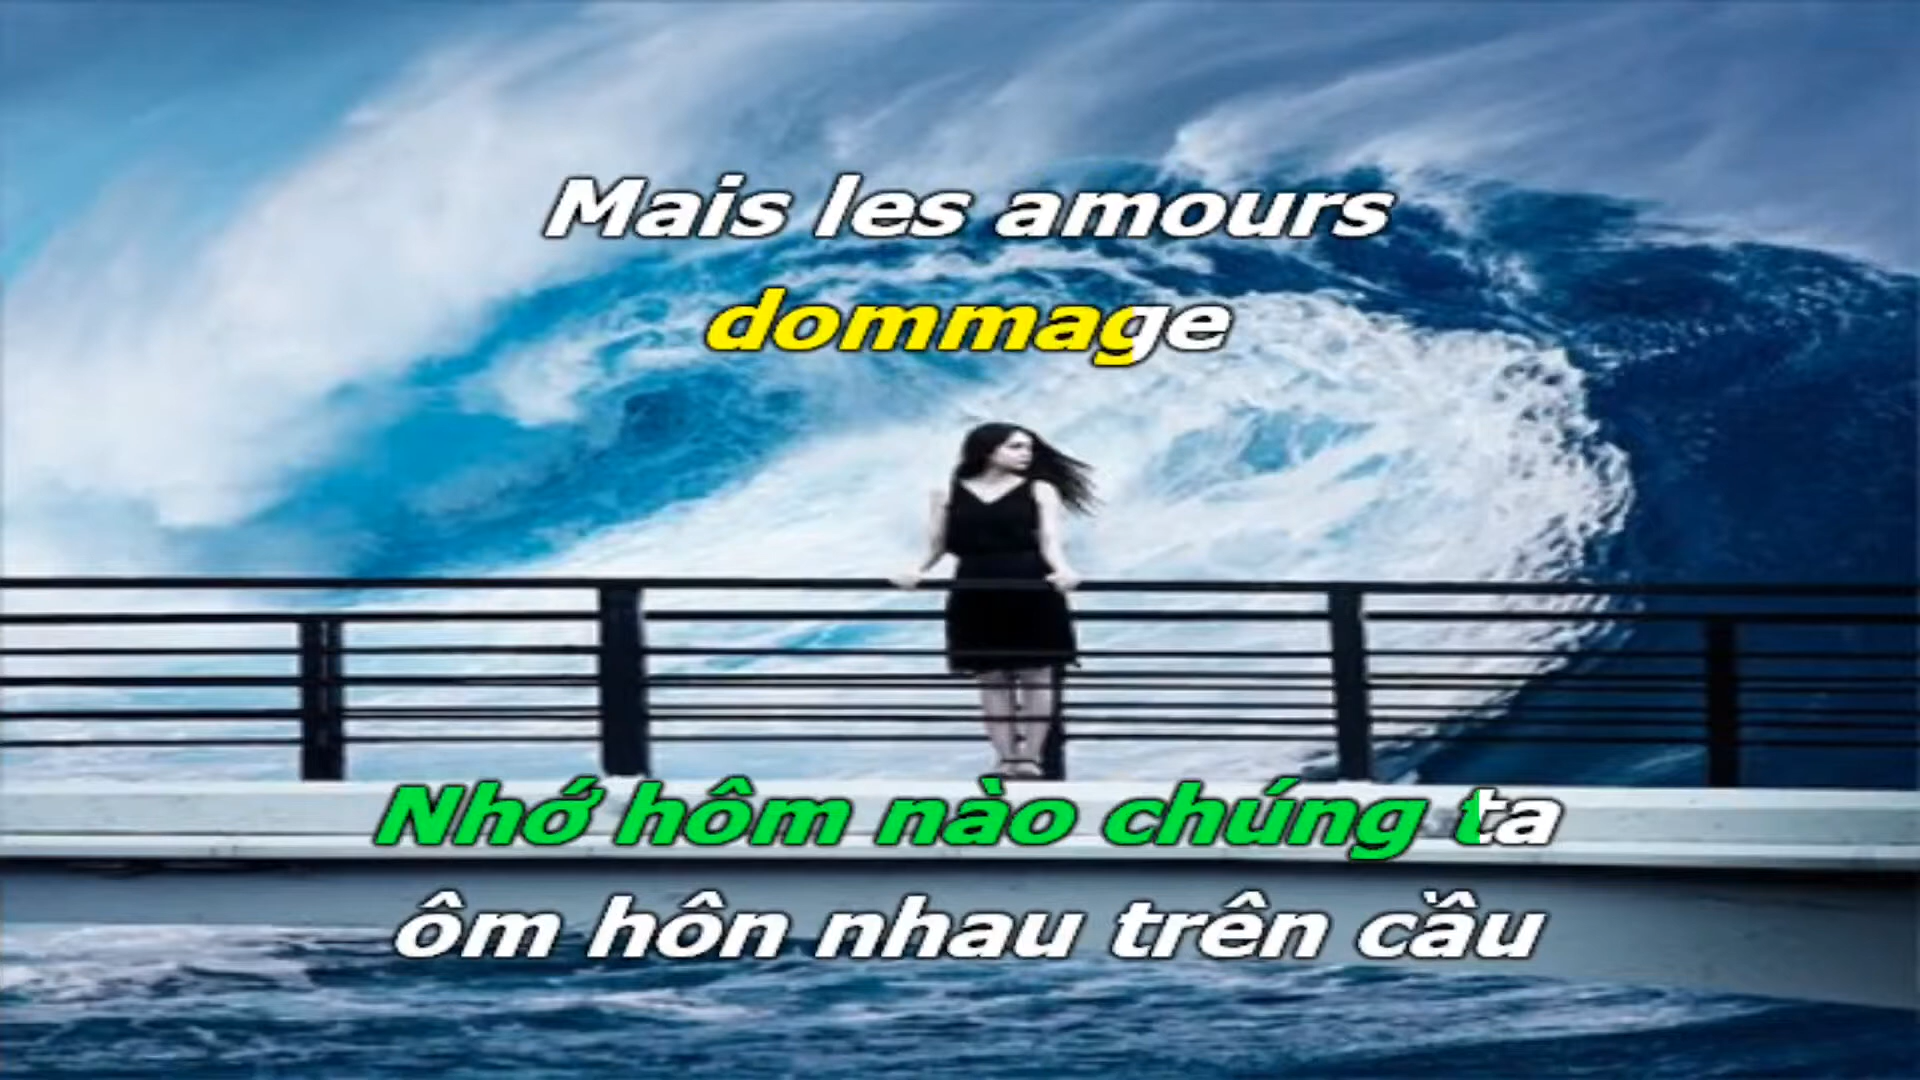 Mais les amours
dommage
Nhớ hôm nào chúng ta
ôm hôn nhau trên cầu